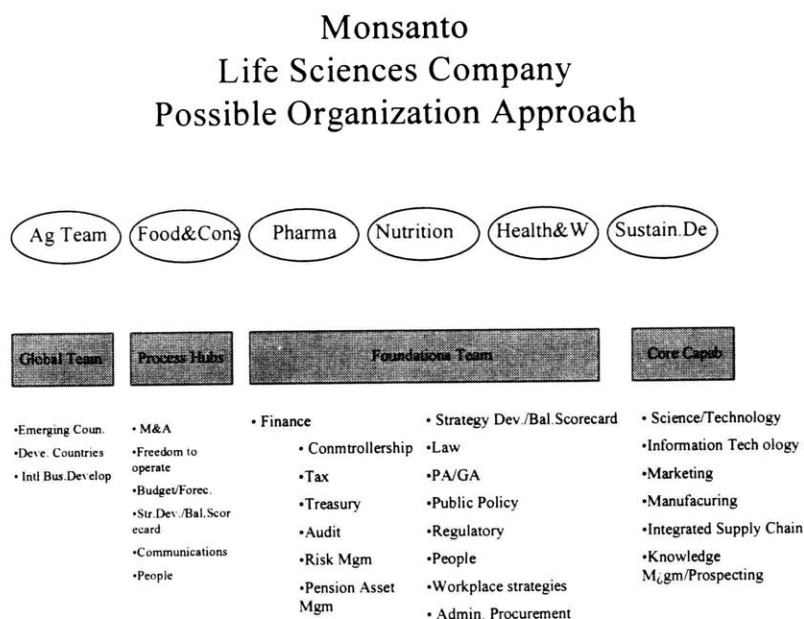 Monsanto
Life Sciences Company
Possible Organization Approach
Ag Team
Food&Cons
Pharma
Nutrition
Health&W
Sustain.De
Global Team
Process Hubs
Foundations Team
Core Capab
•Emerging Coun.
•Deve. Countries
• Intl Bus.Develop
• M&A
•Freedom to
operate
•Budget/Forec.
•Str.Dev./Bal.Scor
ecard
•Communications
•People
• Finance
• Conmtrollership
•Tax
•Treasury
•Audit
•Risk Mgm
•Pension Asset
Mgm
• Strategy Dev./Bal.Scorecard
•Law
•PA/GA
•Public Policy
•Regulatory
•People
•Workplace strategies
• Admin. Procurement
• Science/Technology
•Information Tech ology
•Marketing
•Manufacuring
•Integrated Supply Chain
•Knowledge
M¿gm/Prospecting